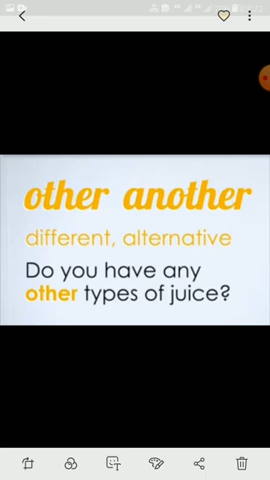 other another
different, alternative
Do you have any
other types of juice?